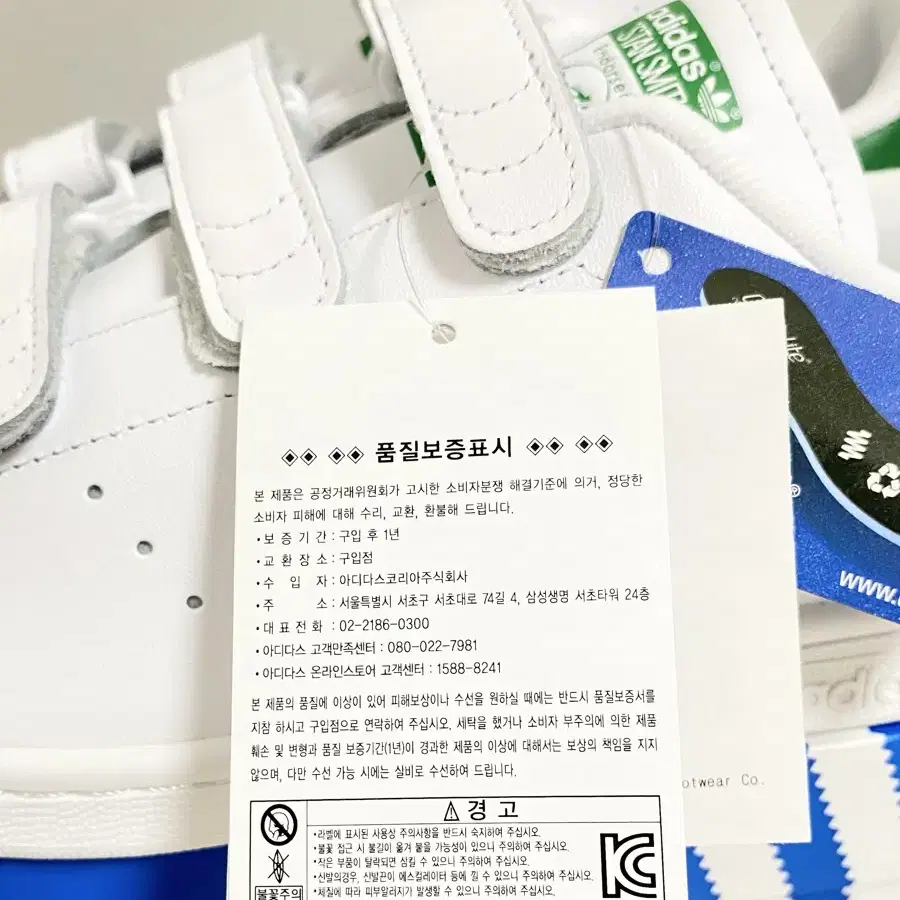 adidas
STAN SMITH
Endorsed
lite
www.
품질보증표시
본 제품은 공정거래위원회가 고시한 소비자분쟁 해결기준에 의거, 정당한
소비자 피해에 대해 수리, 교환, 환불해 드립니다.
•보 증 기 간 : 구입 후 1년
•교 환 장 소 : 구입점
•수 입 자 : 아디다스코리아주식회사
•주 소 : 서울특별시 서초구 서초대로 74길 4, 삼성생명 서초타워 24층
•대 표 전 화 : 02-2186-0300
•아디다스 고객만족센터 : 080-022-7981
•아디다스 온라인스토어 고객센터 : 1588-8241
본 제품의 품질에 이상이 있어 피해보상이나 수선을 원하실 때에는 반드시 품질보증서를
지참 하시고 구입점으로 연락하여 주십시오. 세탁을 했거나 소비자 부주의에 의한 제품
훼손 및 변형과 품질 보증기간(1년)이 경과한 제품의 이상에 대해서는 보상의 책임을 지지
않으며, 다만 수선 가능 시에는 실비로 수선하여 드립니다.
otwear Co.
경 고
•라벨에 표시된 사용상 주의사항을 반드시 숙지하여 주십시오.
•불꽃 접근 시 불길이 옮겨 붙을 가능성이 있으니 주의하여 주십시오.
•작은 부품이 탈락되면 삼킬 수 있으니 주의하여 주십시오.
•신발의경우, 신발끈이 에스컬레이터 등에 낄 수 있으니 주의하여 주십시오.
•체질에 따라 피부알러지가 발생할 수 있으니 주의하여 주십시오.
불꽃주의